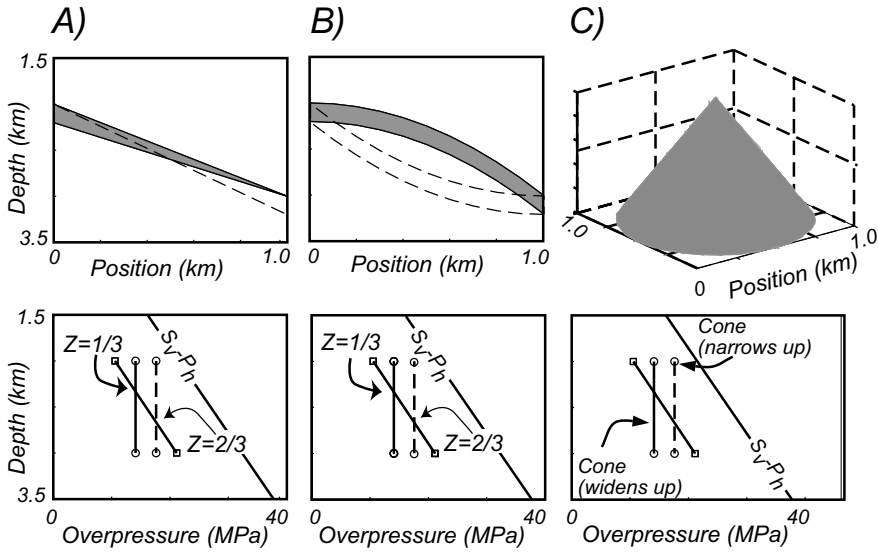 A)
B)
C)
1.5
Depth (km)
3.5
0
1.0
Position (km)
0
1.0
Position (km)
1.0
0
1.0
Position (km)
1.5
Depth (km)
3.5
Z=1/3
Sv-Ph
Z=2/3
0
40
Overpressure (MPa)
Z=1/3
Sv-Ph
Z=2/3
0
40
Overpressure (MPa)
Cone
(narrows up)
Cone
(widens up)
Sv-Ph
0
40
Overpressure (MPa)